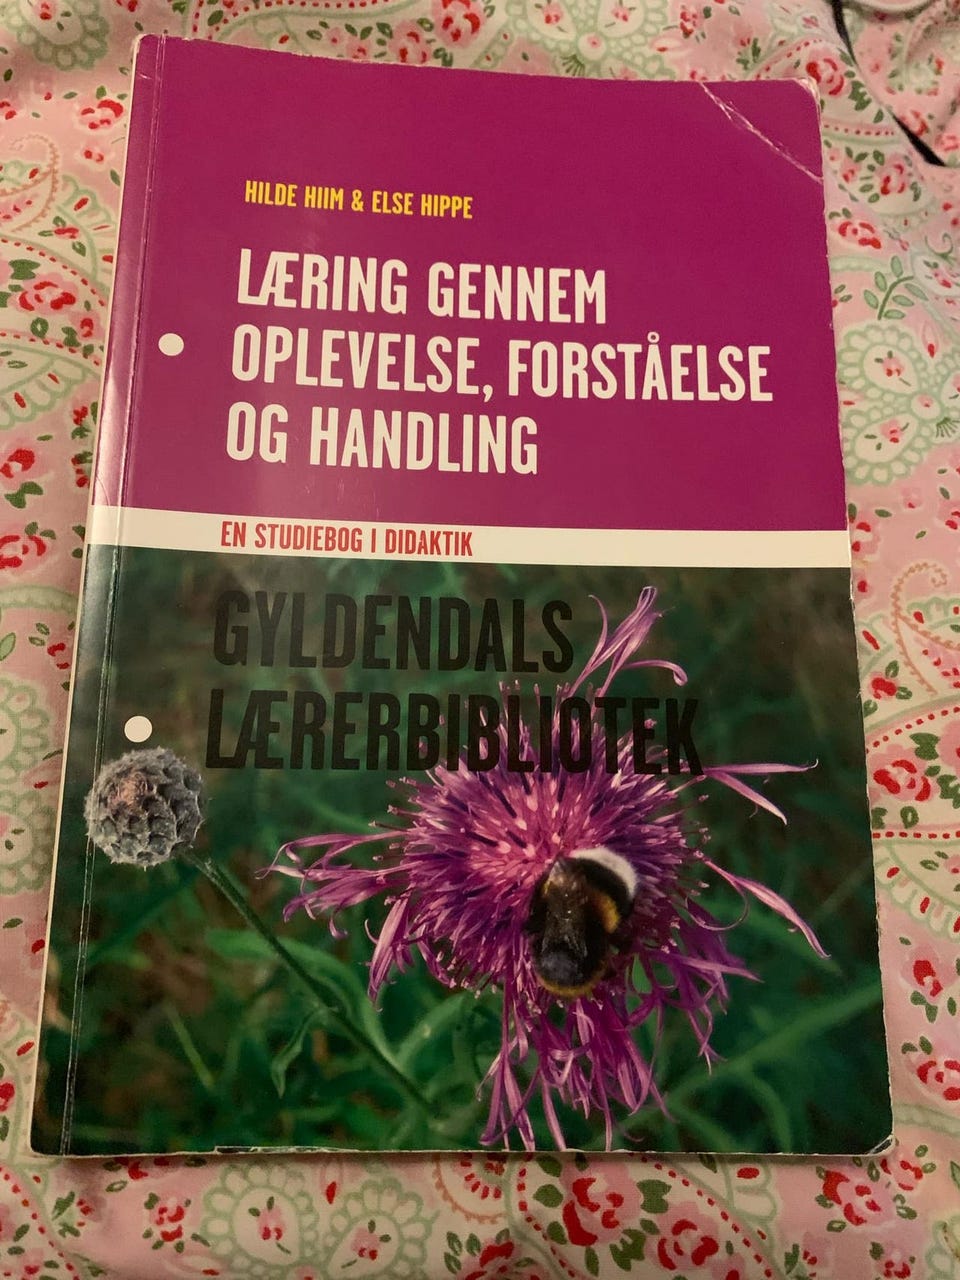 HILDE HIIM & ELSE HIPPE
LÆRING GENNEM
OPLEVELSE, FORSTÅELSE
OG HANDLING
EN STUDIEBOG I DIDAKTIK
GYLDENDALS
LÆRERBIBLIOTEK